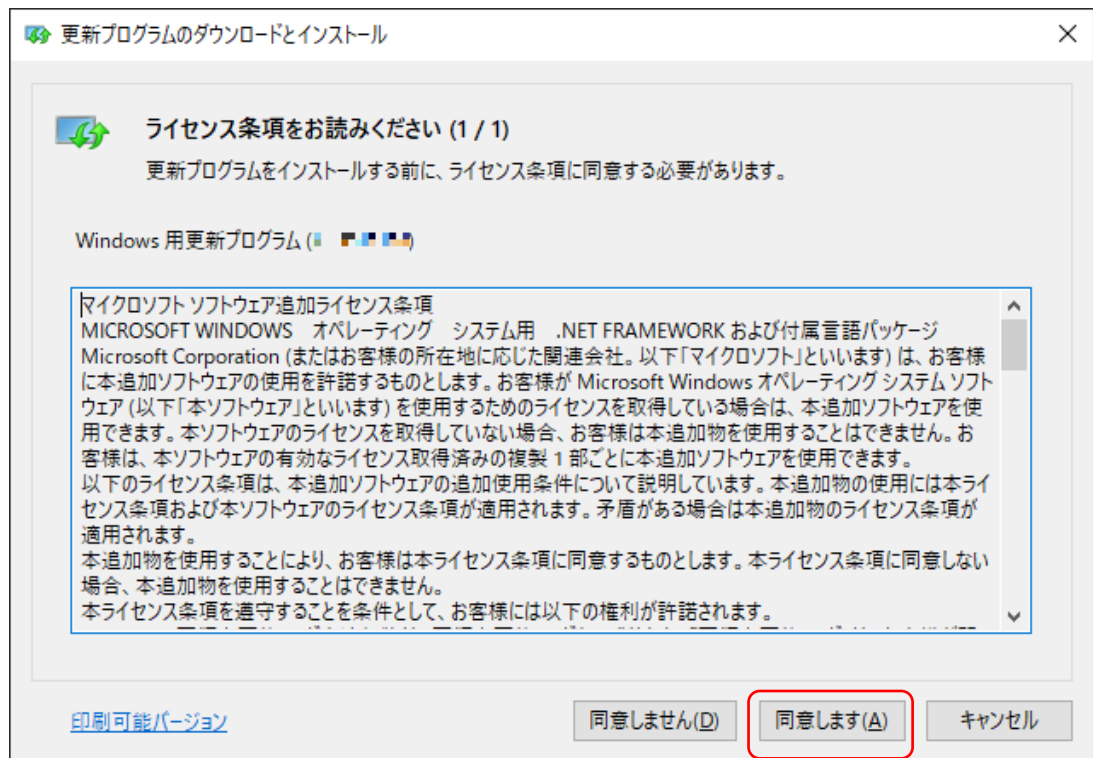 更新プログラムのダウンロードとインストール
ライセンス条項をお読みください (1 / 1)
更新プログラムをインストールする前に、ライセンス条項に同意する必要があります。
Windows 用更新プログラム (
マイクロソフト ソフトウェア追加ライセンス条項
MICROSOFT WINDOWS　オペレーティング　システム用　.NET FRAMEWORK および付属言語パッケージ
Microsoft Corporation (またはお客様の所在地に応じた関連会社。以下「マイクロソフト」といいます) は、お客様
に本追加ソフトウェアの使用を許諾するものとします。お客様が Microsoft Windows オペレーティング システム ソフト
ウェア (以下「本ソフトウェア」といいます) を使用するためのライセンスを取得している場合は、本追加ソフトウェアを使
用できます。本ソフトウェアのライセンスを取得していない場合、お客様は本追加物を使用することはできません。お
客様は、本ソフトウェアの有効なライセンス取得済みの複製 1 部ごとに本追加ソフトウェアを使用できます。
以下のライセンス条項は、本追加ソフトウェアの追加使用条件について説明しています。本追加物の使用には本ライ
センス条項および本ソフトウェアのライセンス条項が適用されます。矛盾がある場合は本追加物のライセンス条項が
適用されます。
本追加物を使用することにより、お客様は本ライセンス条項に同意するものとします。本ライセンス条項に同意しない
場合、本追加物を使用することはできません。
本ライセンス条項を遵守することを条件として、お客様には以下の権利が許諾されます。
印刷可能バージョン
同意しません(D)
同意します(A)
キャンセル